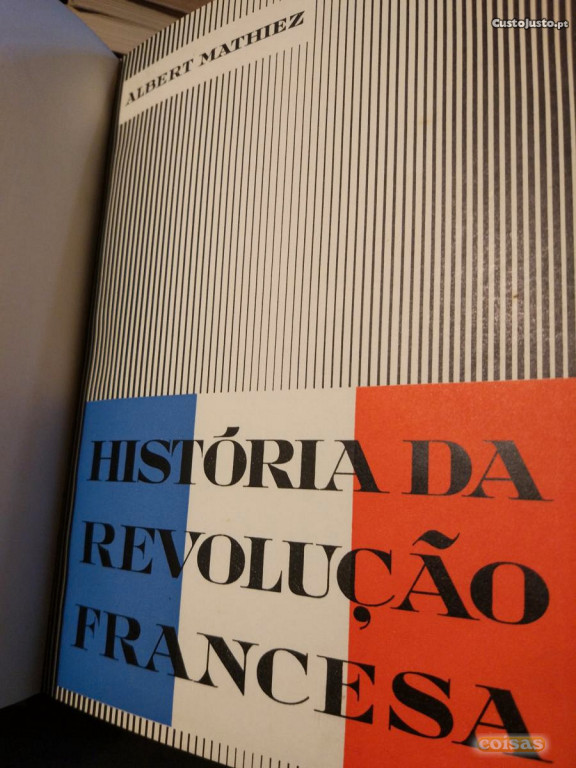 CustoJusto.pt
ALBERT MATHIEZ
HISTÓRIA DA
REVOLUÇÃO
FRANCESA
coisas